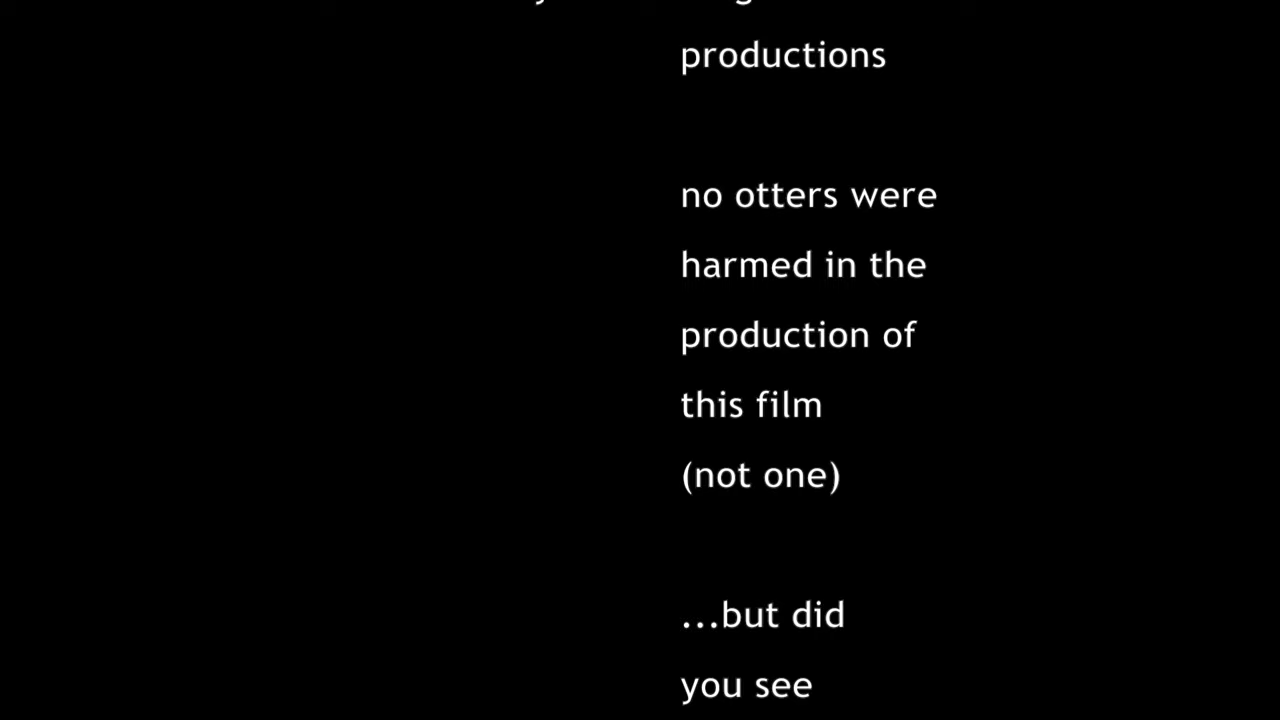 productions
no otters were
harmed in the
production of
this film
(not one)
...but did
you see